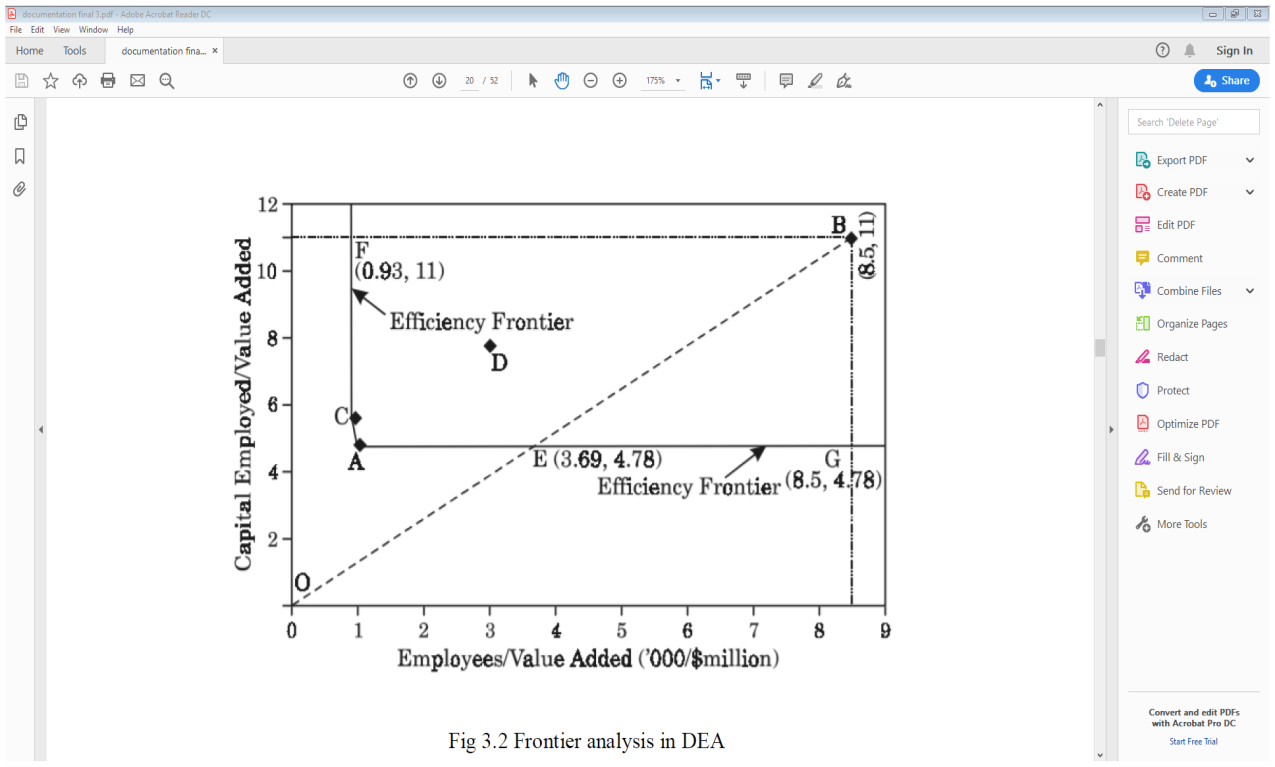 documentation final 3.pdf - Adobe Acrobat Reader DC
File Edit View Window Help
Home Tools documentation fina... ×
? Sign In
20 / 52 175% Share
Search 'Delete Page'
Export PDF
Create PDF
Edit PDF
Comment
Combine Files
Organize Pages
Redact
Protect
Optimize PDF
Fill & Sign
Send for Review
More Tools
Convert and edit PDFs
with Acrobat Pro DC
Start Free Trial
Capital Employed/Value Added
12
10
8
6
4
2
F
(0.93, 11)
Efficiency Frontier
B
(8.5, 11)
D
C
A
E (3.69, 4.78)
G
Efficiency Frontier (8.5, 4.78)
O
0 1 2 3 4 5 6 7 8 9
Employees/Value Added ('000/$million)
Fig 3.2 Frontier analysis in DEA